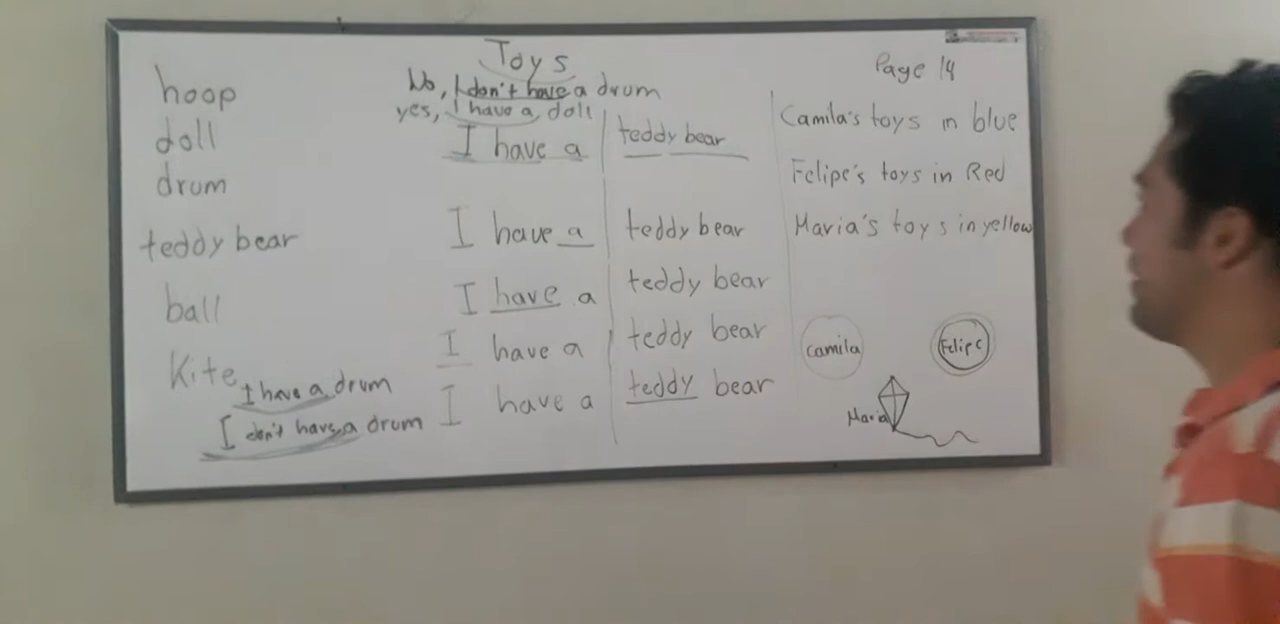 Toys
hoop
doll
drum
teddy bear
ball
Kite
I have a drum
I don't have a drum
No, I don't have a drum
yes, I have a doll
I have a teddy bear
I have a teddy bear
I have a teddy bear
I have a teddy bear
I have a teddy bear
Page 14
Camila's toys in blue
Felipe's toys in Red
Maria's toys in yellow
Camila
Felipe
Maria